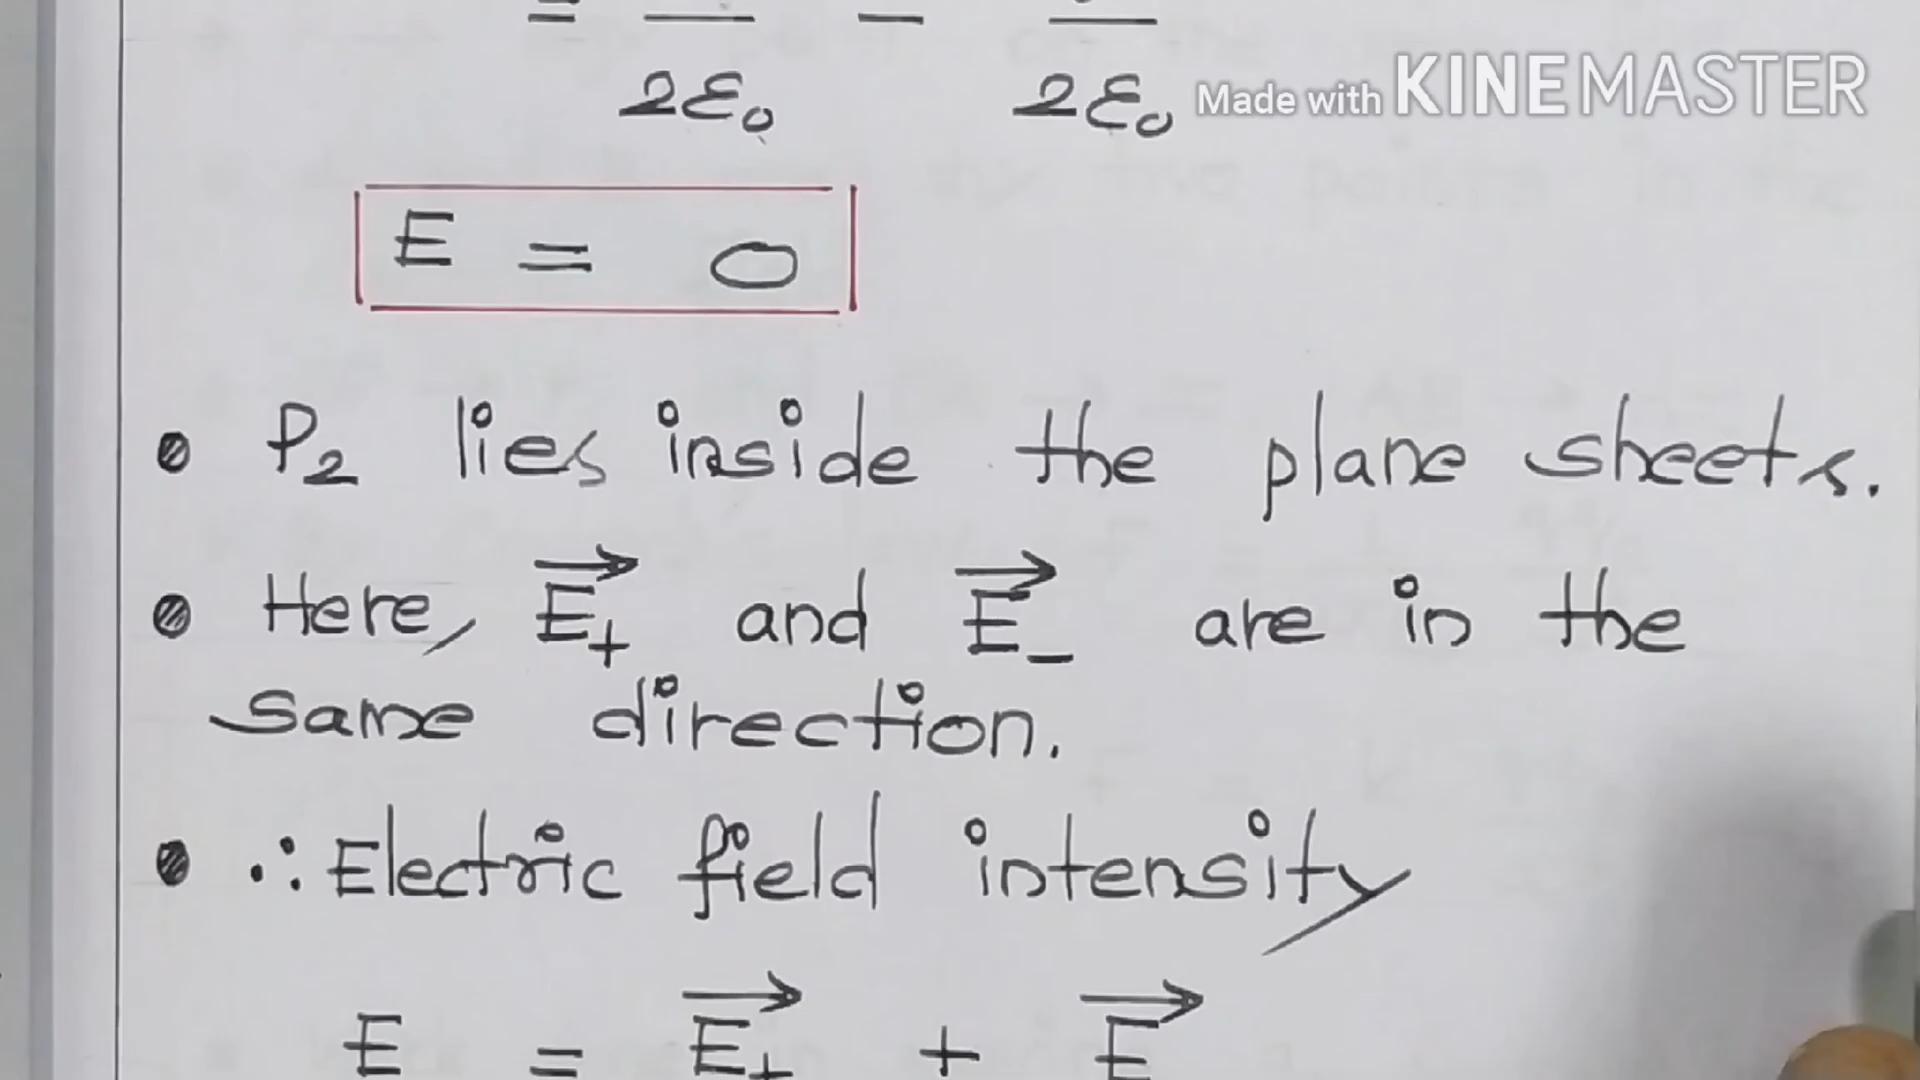 = — - —
2ε₀ 2ε₀
Made with KINEMASTER
E = 0
• P₂ lies inside the plane sheets.
• Here, E⃗₊ and E⃗₋ are in the
same direction.
• ∴ Electric field intensity
E = E⃗₊ + E⃗